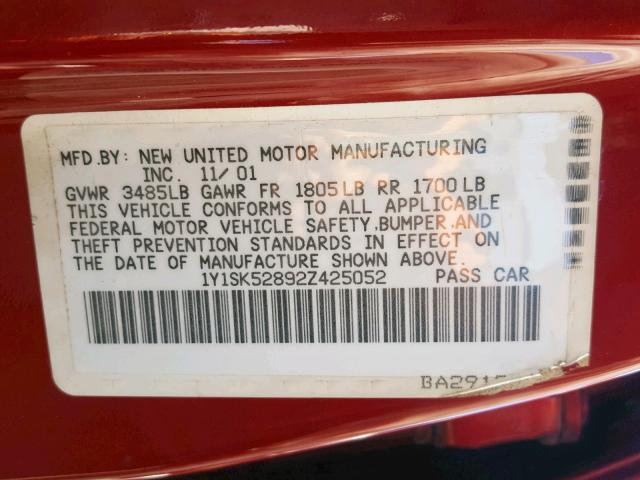 MFD.BY: NEW UNITED MOTOR MANUFACTURING
INC. 11/ 01
GVWR 3485LB GAWR FR 1805LB RR 1700LB
THIS VEHICLE CONFORMS TO ALL APPLICABLE
FEDERAL MOTOR VEHICLE SAFETY,BUMPER,AND
THEFT PREVENTION STANDARDS IN EFFECT ON
THE DATE OF MANUFACTURE SHOWN ABOVE.
1Y1SK52892Z425052 PASS CAR